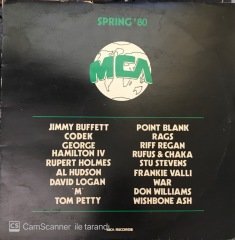 SPRING '80
MCA
JIMMY BUFFETT
CODEK
GEORGE
HAMILTON IV
RUPERT HOLMES
AL HUDSON
DAVID LOGAN
'M'
TOM PETTY
POINT BLANK
RAGS
RIFF REGAN
RUFUS & CHAKA
STU STEVENS
FRANKIE VALLI
WAR
DON WILLIAMS
WISHBONE ASH
MCA RECORDS
CS CamScanner ile tarandı